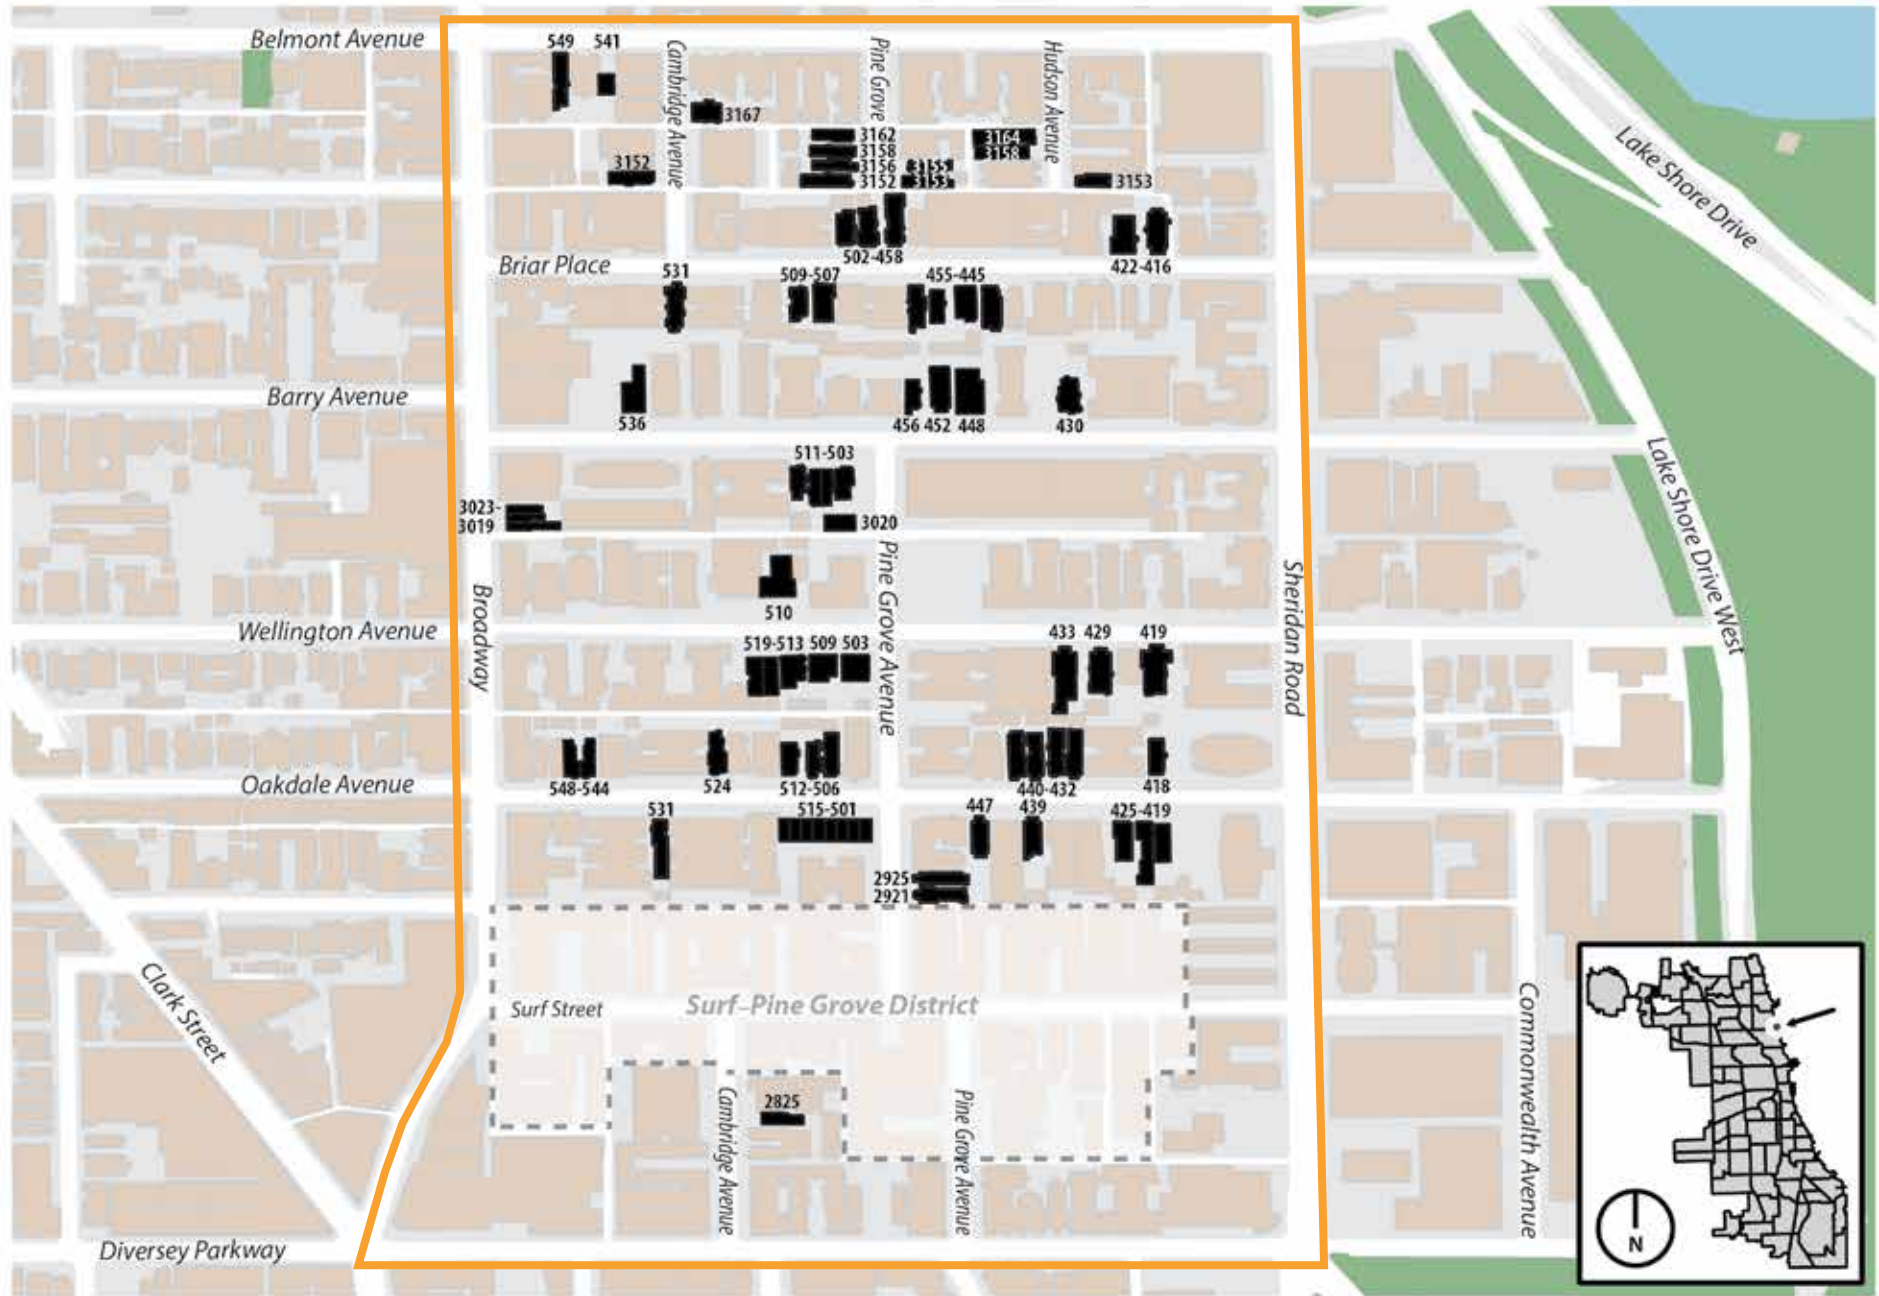 Belmont Avenue
549
541
Cambridge Avenue
Pine Grove
Hudson Avenue
3167
3162
3158
3156
3152
3155
3153
3164
3158
3152
3153
Lake Shore Drive
502-458
422-416
Briar Place
531
509-507
455-445
Barry Avenue
536
456
452
448
430
Lake Shore Drive West
511-503
3023-
3019
3020
Pine Grove Avenue
Broadway
Sheridan Road
510
Wellington Avenue
519-513
509
503
433
429
419
548-544
524
512-506
440-432
418
Oakdale Avenue
531
515-501
447
439
425-419
2925
2921
Clark Street
Surf Street
Surf-Pine Grove District
Commonwealth Avenue
2825
Cambridge Avenue
Pine Grove Avenue
Diversey Parkway
N